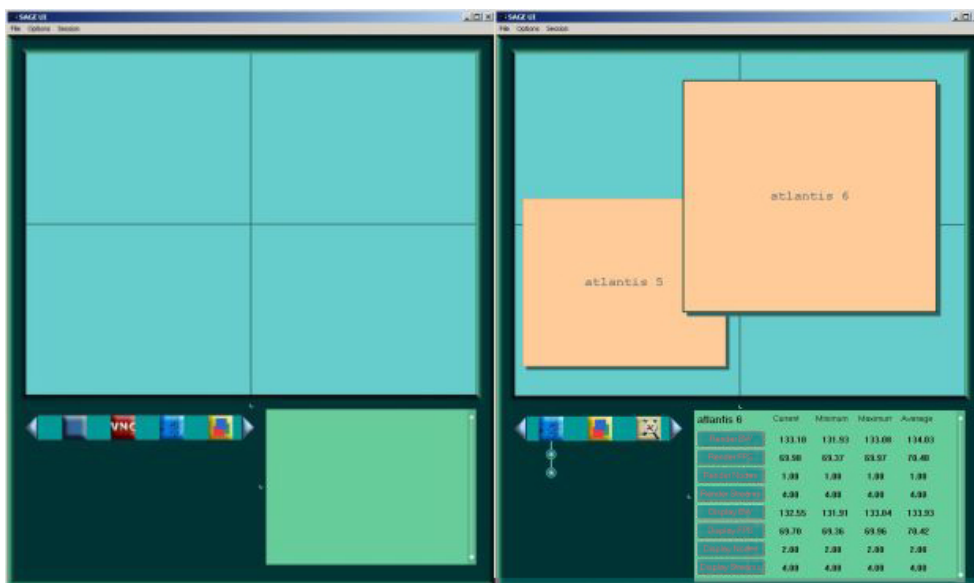 SAGE UI
File Options Session
VNC
SAGE UI
File Options Session
atlantis 6
atlantis 5
atlantis 6 Current Minimum Maximum Average
133.10 131.93 133.08 134.03
69.98 69.37 69.97 70.48
1.00 1.00 1.00 1.00
4.00 4.00 4.00 4.00
132.55 131.91 133.04 133.93
69.70 69.36 69.96 70.42
2.00 2.00 2.00 2.00
4.00 4.00 4.00 4.00